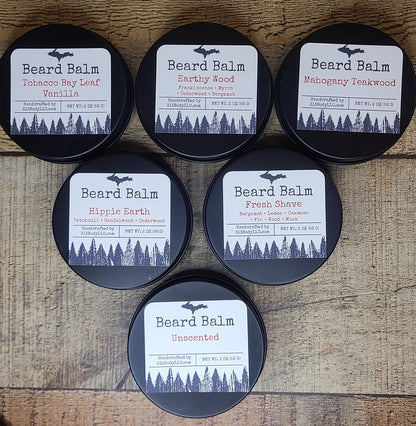 Beard Balm
Tobacco Bay Leaf
Vanilla
Handcrafted by
NET WT. 2 OZ (56 G)
Beard Balm
Earthy Wood
Frankincense • Myrrh
• Cedarwood • Bergamot
Handcrafted by
NET WT. 2 OZ (56 G)
Beard Balm
Mahogany Teakwood
Handcrafted by
NET WT. 2 OZ (56 G)
Beard Balm
Hippie Earth
Patchouli • Sandalwood • Cedarwood
Handcrafted by
NET WT. 2 OZ (56 G)
Beard Balm
Fresh Shave
Bergamot • Lemon • Oakmoss
• Fir • Wood • Musk
Handcrafted by
NET WT. 2 OZ (56 G)
Beard Balm
Unscented
Handcrafted by
NET WT. 2 OZ (56 G)